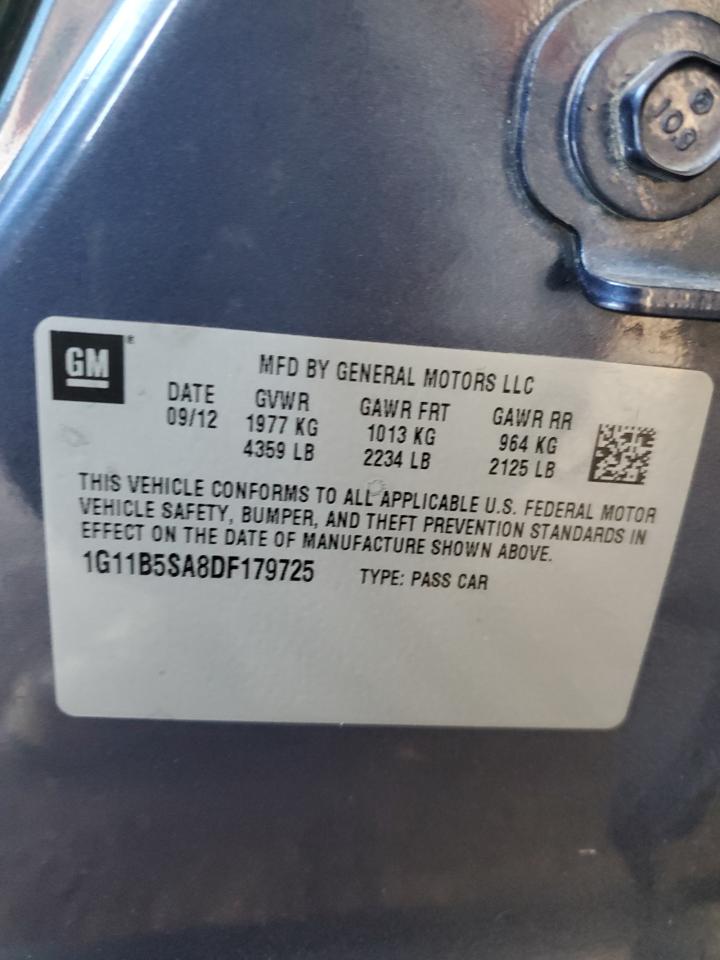 10.9
GM®
MFD BY GENERAL MOTORS LLC
DATE GVWR GAWR FRT GAWR RR
09/12 1977 KG 1013 KG 964 KG
4359 LB 2234 LB 2125 LB
THIS VEHICLE CONFORMS TO ALL APPLICABLE U.S. FEDERAL MOTOR
VEHICLE SAFETY, BUMPER, AND THEFT PREVENTION STANDARDS IN
EFFECT ON THE DATE OF MANUFACTURE SHOWN ABOVE.
1G11B5SA8DF179725 TYPE: PASS CAR